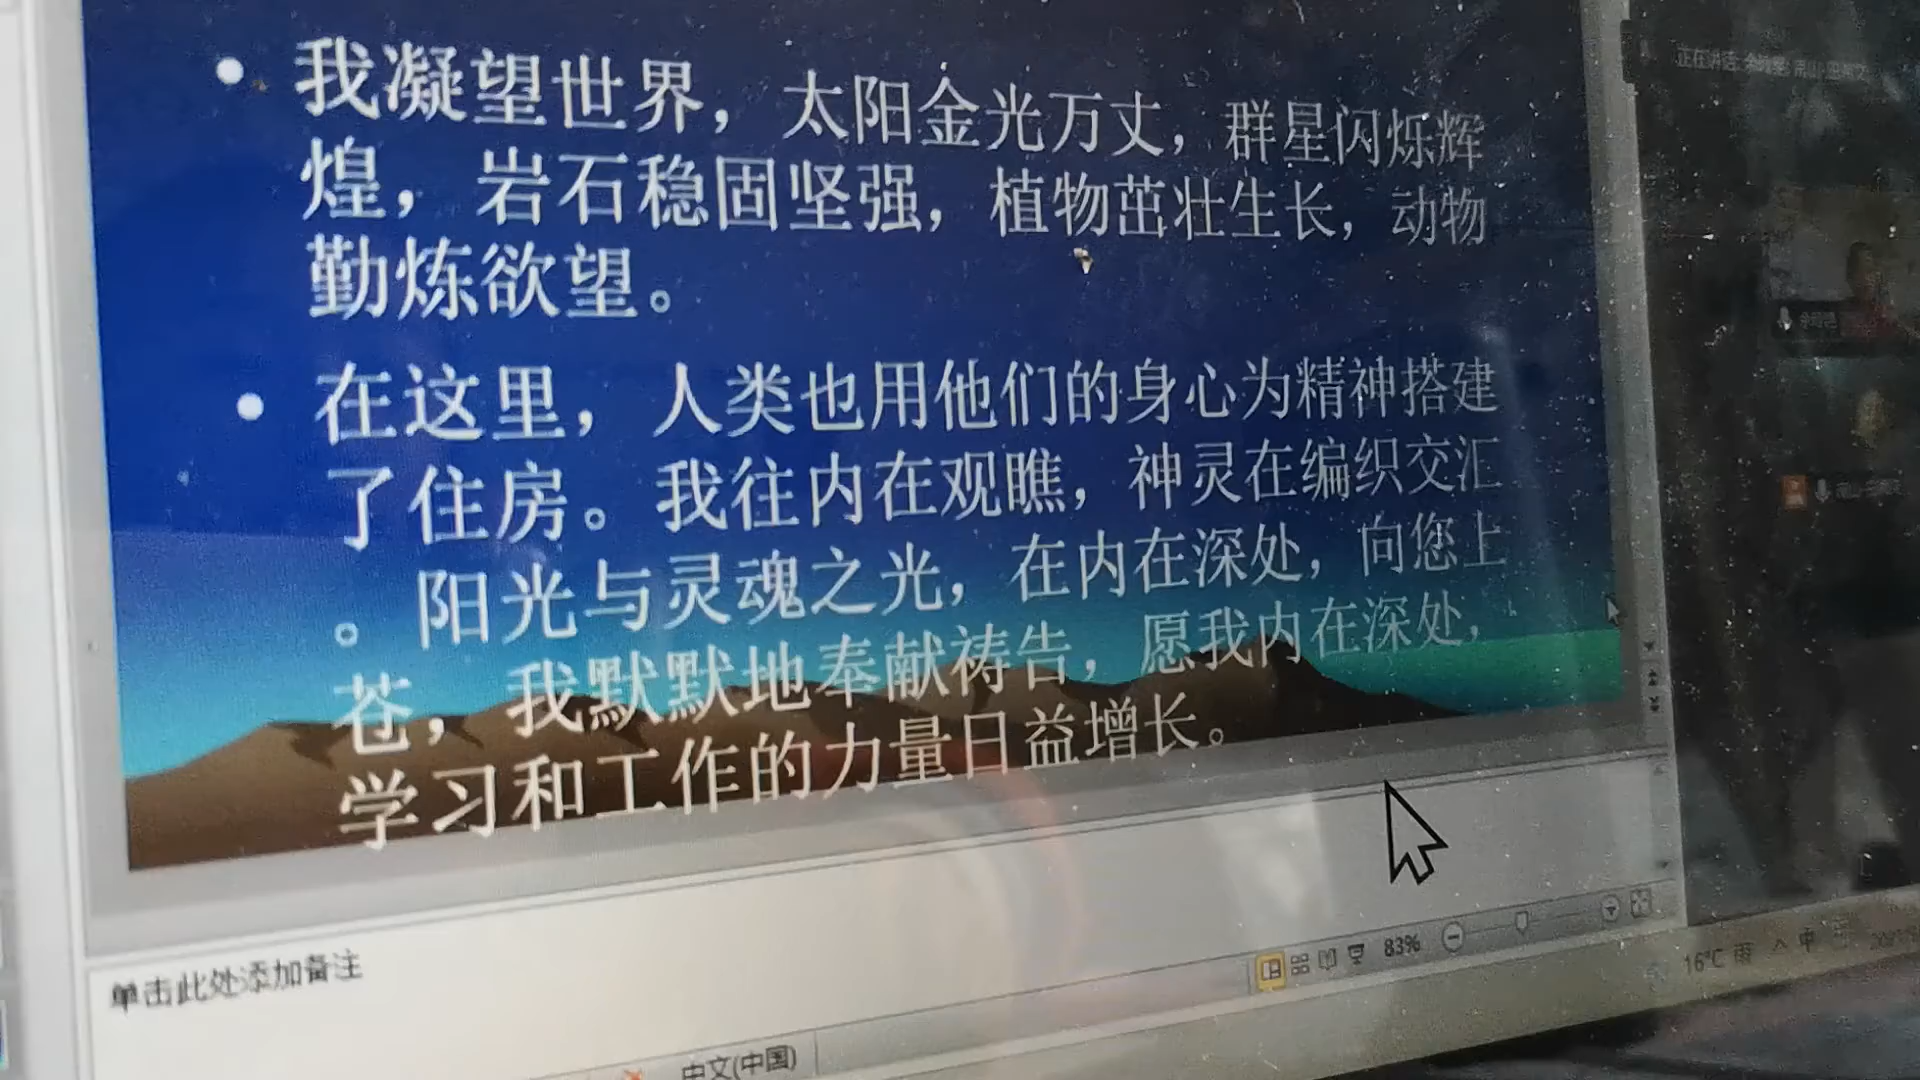 我凝望世界，太阳金光万丈，群星闪烁辉
煌，岩石稳固坚强，植物茁壮生长，动物
勤炼欲望。
在这里，人类也用他们的身心为精神搭建
了住房。我往内在观瞧，神灵在编织交汇
。阳光与灵魂之光，在内在深处，向您上
苍，我默默地奉献祷告，愿我内在深处，
学习和工作的力量日益增长。
单击此处添加备注
83%
16°C 雨 ^ 中
中文(中国)